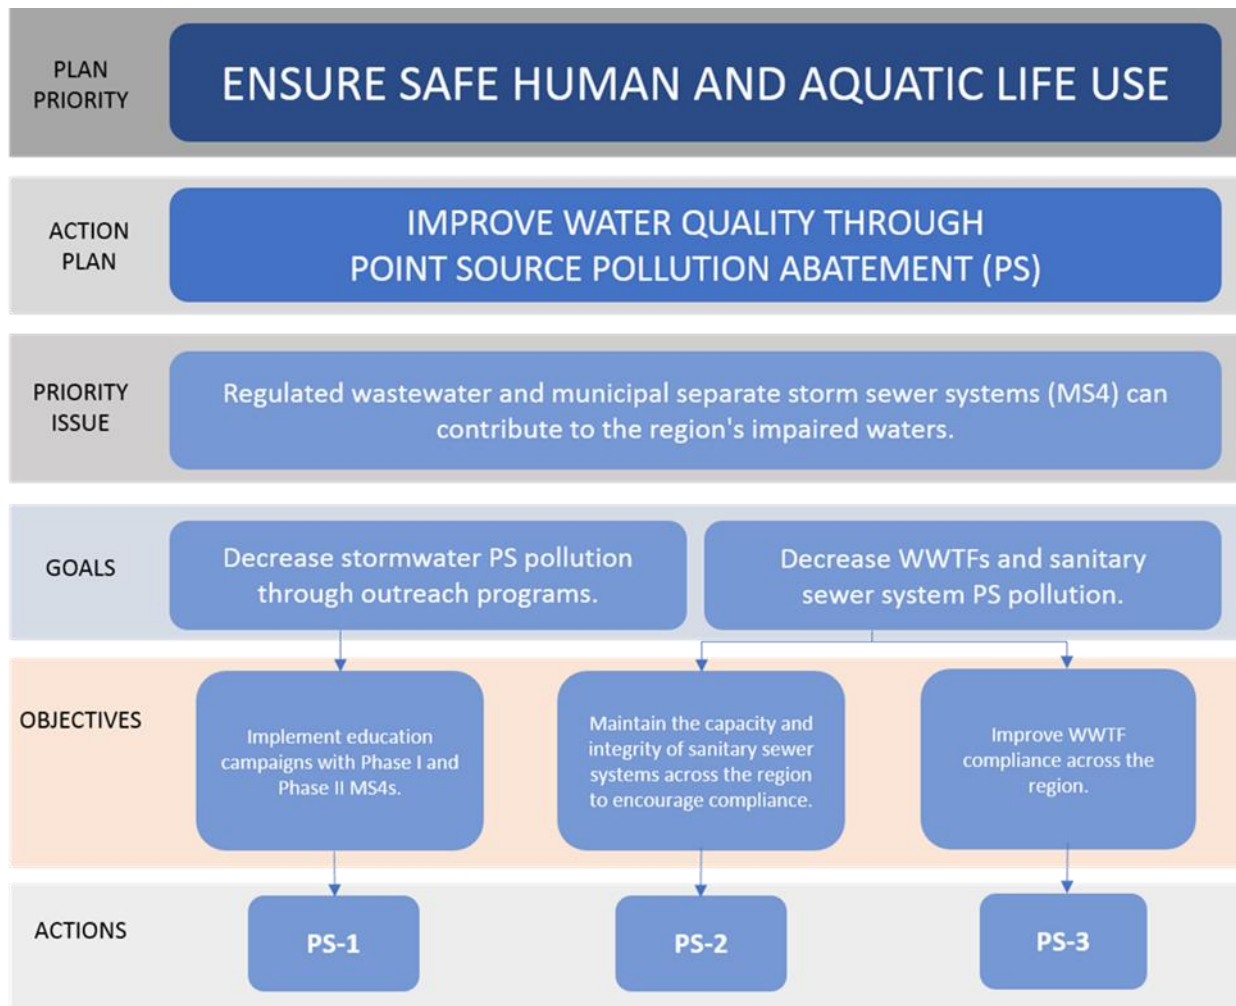 PLAN
PRIORITY
ENSURE SAFE HUMAN AND AQUATIC LIFE USE
ACTION
PLAN
IMPROVE WATER QUALITY THROUGH
POINT SOURCE POLLUTION ABATEMENT (PS)
PRIORITY
ISSUE
Regulated wastewater and municipal separate storm sewer systems (MS4) can
contribute to the region's impaired waters.
GOALS
Decrease stormwater PS pollution
through outreach programs.
Decrease WWTFs and sanitary
sewer system PS pollution.
OBJECTIVES
Implement education
campaigns with Phase I and
Phase II MS4s.
Maintain the capacity and
integrity of sanitary sewer
systems across the region
to encourage compliance.
Improve WWTF
compliance across the
region.
ACTIONS
PS-1
PS-2
PS-3